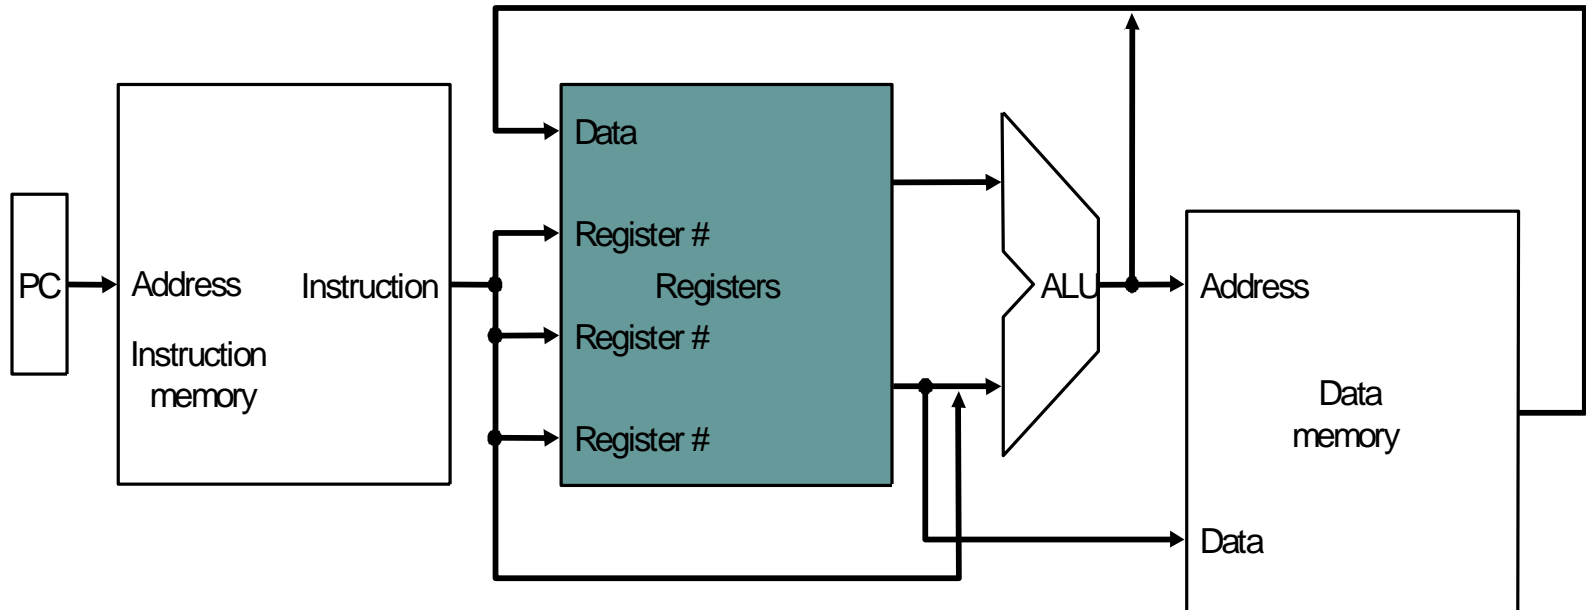 PC
Address
Instruction
Instruction
memory
Data
Register #
Registers
Register #
Register #
ALU
Address
Data
memory
Data